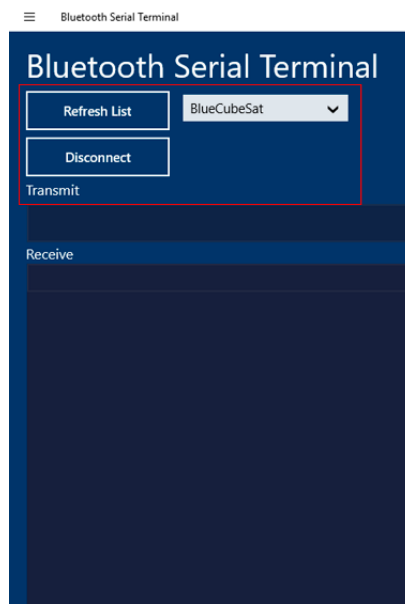 Bluetooth Serial Terminal
Bluetooth Serial Terminal
Refresh List
BlueCubeSat
Disconnect
Transmit
Receive